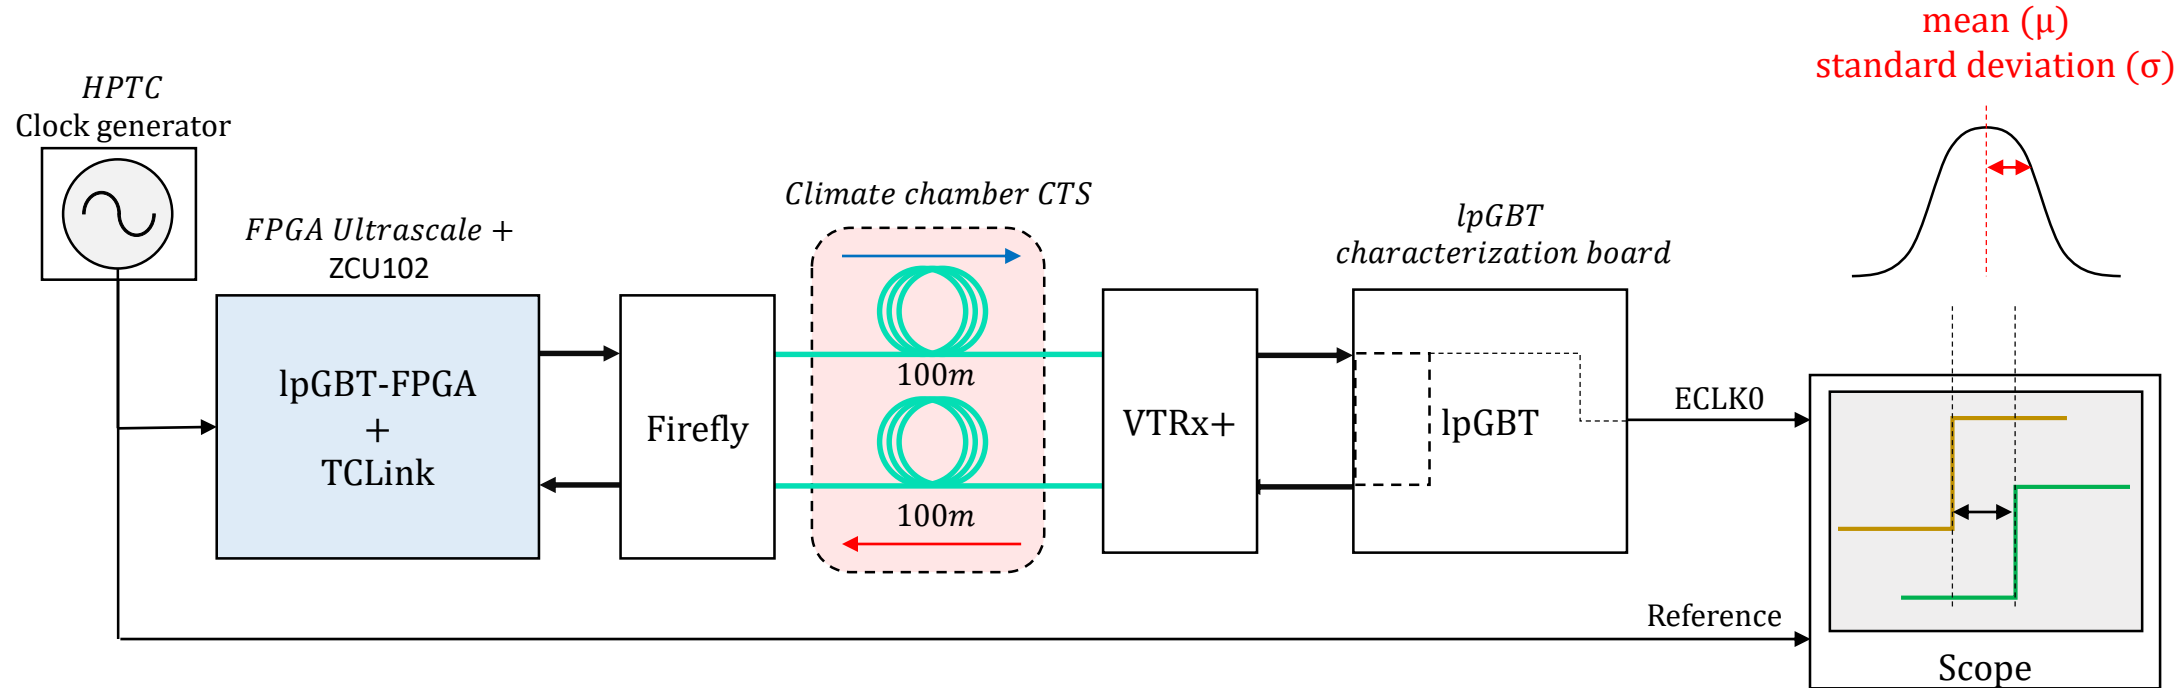 mean (μ)
standard deviation (σ)
HPTC
Clock generator
Climate chamber CTS
lpGBT
characterization board
FPGA Ultrascale +
ZCU102
lpGBT-FPGA
+
TCLink
Firefly
100m
100m
VTRx+
lpGBT
ECLK0
Reference
Scope